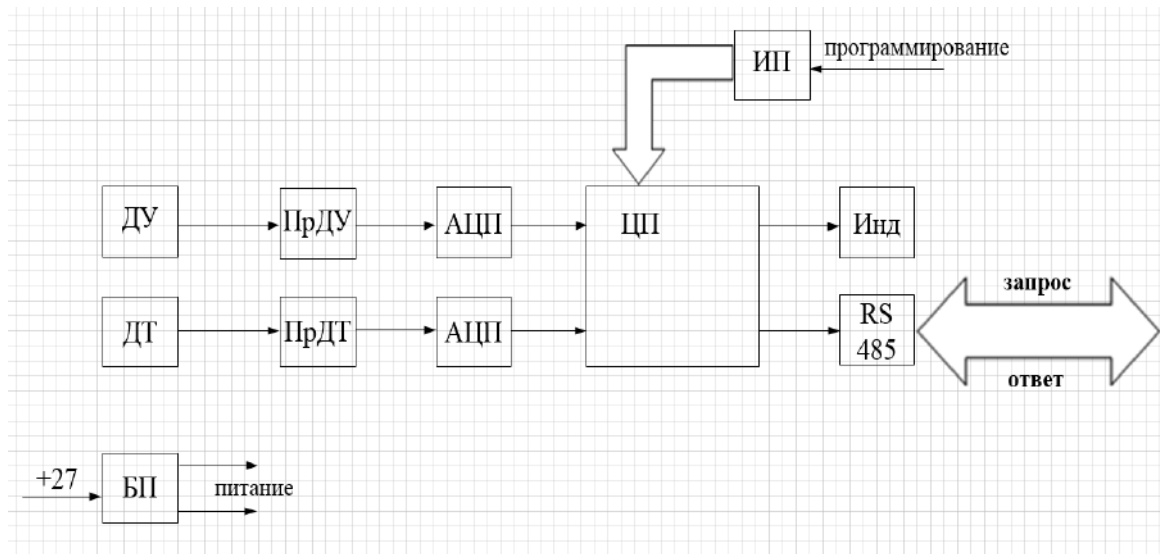 ИП
программирование
ДУ
ПрДУ
АЦП
ЦП
Инд
ДТ
ПрДТ
АЦП
RS
485
запрос
ответ
+27
БП
питание